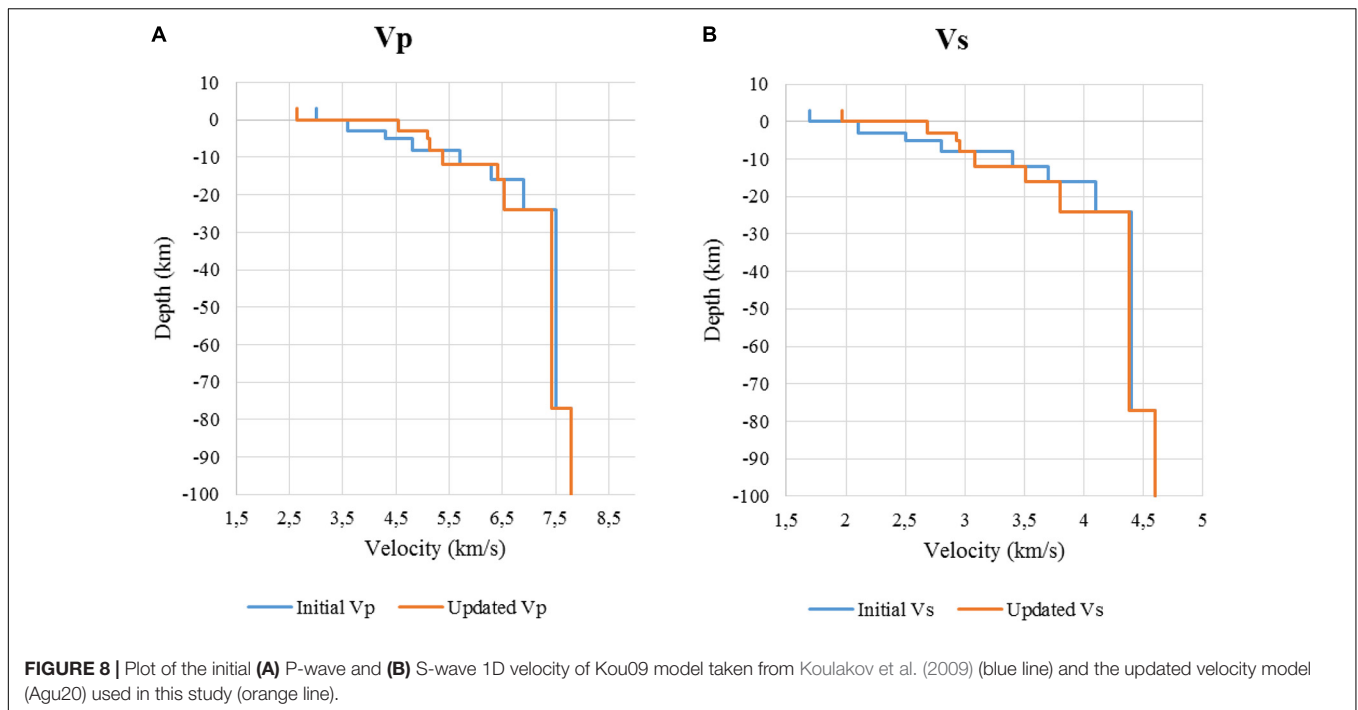 A
Vp
10
0
-10
-20
-30
-40
-50
-60
-70
-80
-90
-100
Depth (km)
1,5 2,5 3,5 4,5 5,5 6,5 7,5 8,5
Velocity (km/s)
Initial Vp Updated Vp
B
Vs
10
0
-10
-20
-30
-40
-50
-60
-70
-80
-90
-100
Depth (km)
1,5 2 2,5 3 3,5 4 4,5 5
Velocity (km/s)
Initial Vs Updated Vs
FIGURE 8 | Plot of the initial (A) P-wave and (B) S-wave 1D velocity of Kou09 model taken from Koulakov et al. (2009) (blue line) and the updated velocity model
(Agu20) used in this study (orange line).